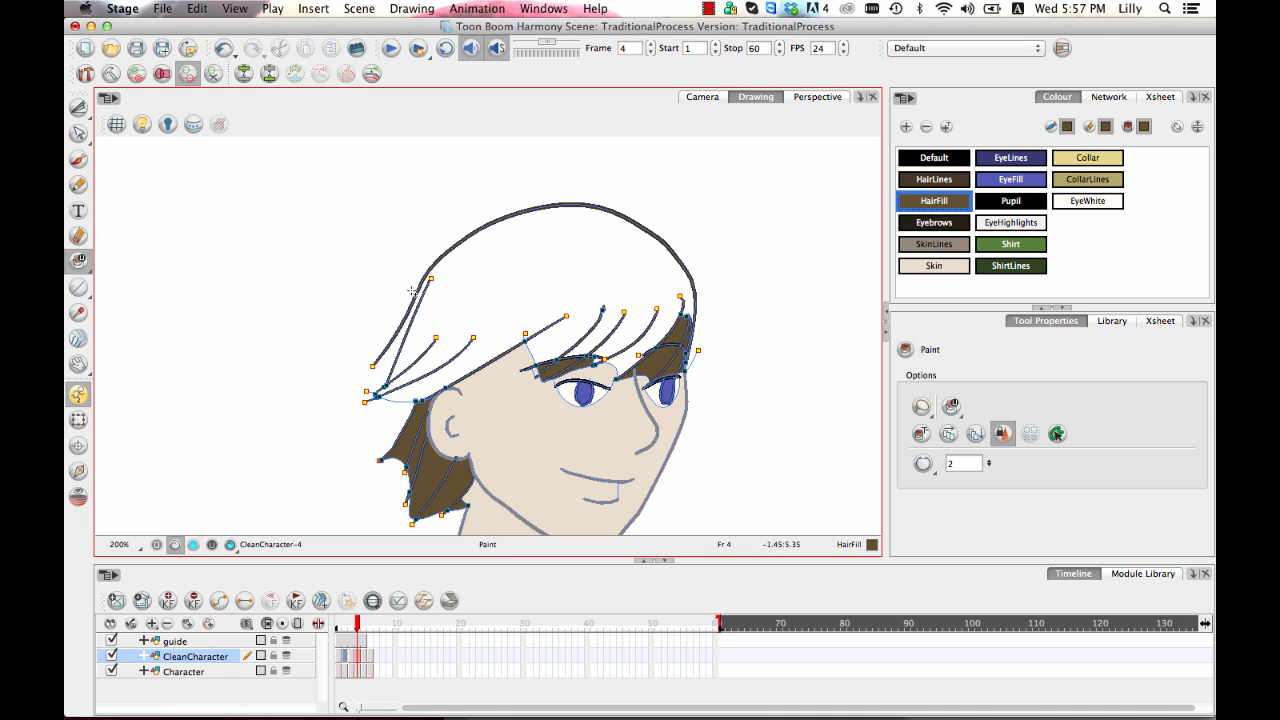 Stage File Edit View Play Insert Scene Drawing Animation Windows Help 4 A Wed 5:57 PM Lilly
Toon Boom Harmony Scene: TraditionalProcess Version: TraditionalProcess
Frame 4 Start 1 Stop 60 FPS 24 Default
Camera Drawing Perspective Colour Network Xsheet
Default EyeLines Collar
HairLines EyeFill CollarLines
HairFill Pupil EyeWhite
Eyebrows EyeHighlights
SkinLines Shirt
Skin ShirtLines
Tool Properties Library Xsheet
Paint
Options
2
200% CleanCharacter-4 Paint Fr 4 -1.45:5.35 HairFill
Timeline Module Library
10 20 30 40 50 60 70 80 90 100 110 120 130
guide
CleanCharacter
Character